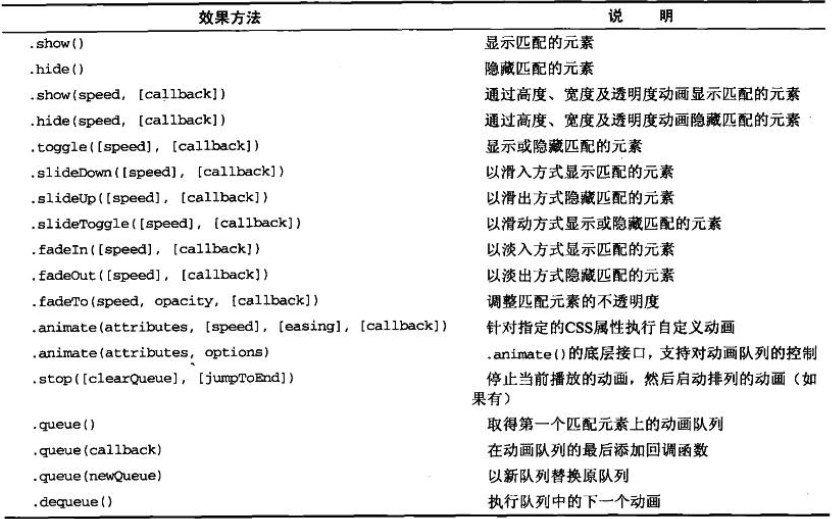 效果方法 说 明
.show() 显示匹配的元素
.hide() 隐藏匹配的元素
.show(speed, [callback]) 通过高度、宽度及透明度动画显示匹配的元素
.hide(speed, [callback]) 通过高度、宽度及透明度动画隐藏匹配的元素
.toggle([speed], [callback]) 显示或隐藏匹配的元素
.slideDown([speed], [callback]) 以滑入方式显示匹配的元素
.slideUp([speed], [callback]) 以滑出方式隐藏匹配的元素
.slideToggle([speed], [callback]) 以滑动方式显示或隐藏匹配的元素
.fadeIn([speed], [callback]) 以淡入方式显示匹配的元素
.fadeOut([speed], [callback]) 以淡出方式隐藏匹配的元素
.fadeTo(speed, opacity, [callback]) 调整匹配元素的不透明度
.animate(attributes, [speed], [easing], [callback]) 针对指定的CSS属性执行自定义动画
.animate(attributes, options) .animate()的底层接口，支持对动画队列的控制
.stop([clearQueue], [jumpToEnd]) 停止当前播放的动画，然后启动排列的动画（如
果有）
.queue() 取得第一个匹配元素上的动画队列
.queue(callback) 在动画队列的最后添加回调函数
.queue(newQueue) 以新队列替换原队列
.dequeue() 执行队列中的下一个动画